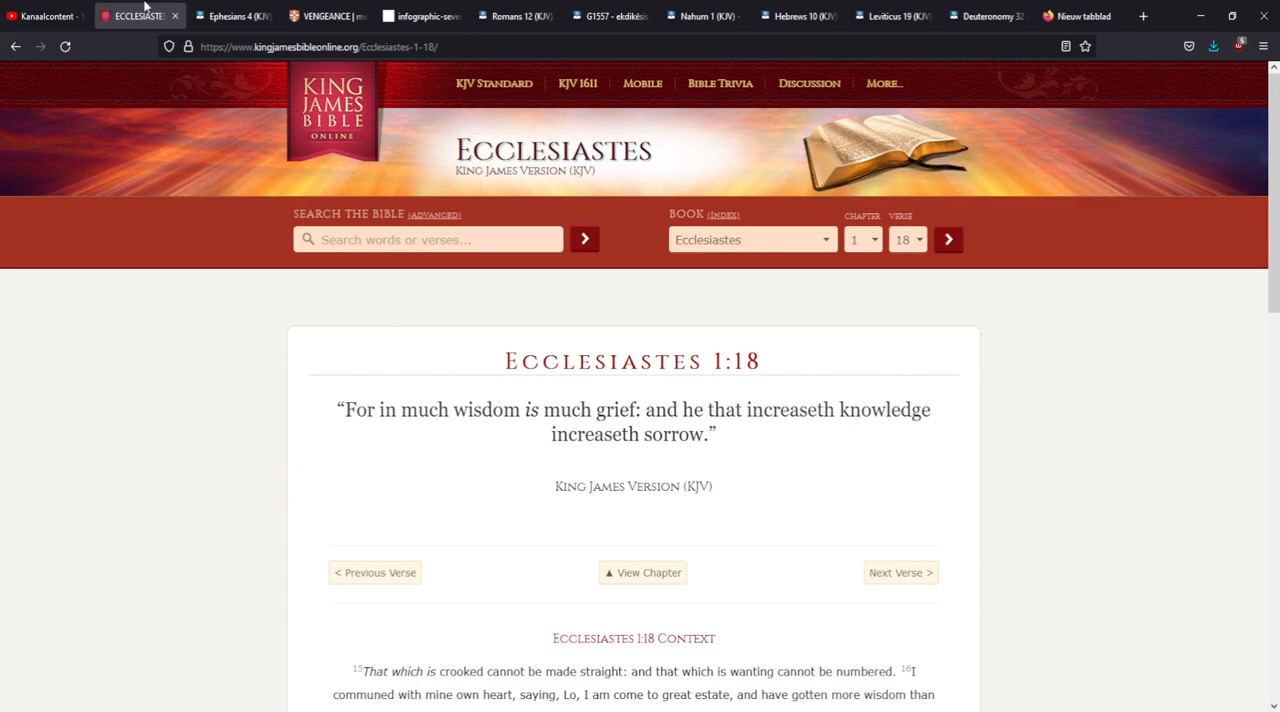 Kanaalcontent - Y
ECCLESIASTES
Ephesians 4 (KJV)
VENGEANCE | me
infographic-seve
Romans 12 (KJV)
G1557 - ekdikēsis
Nahum 1 (KJV) -
Hebrews 10 (KJV)
Leviticus 19 (KJV)
Deuteronomy 32
Nieuw tabblad
https://www.kingjamesbibleonline.org/Ecclesiastes-1-18/
5
KING
JAMES
BIBLE
ONLINE
KJV STANDARD
KJV 1611
MOBILE
BIBLE TRIVIA
DISCUSSION
MORE...
ECCLESIASTES
KING JAMES VERSION (KJV)
SEARCH THE BIBLE (ADVANCED)
BOOK (INDEX)
CHAPTER
VERSE
Search words or verses...
Ecclesiastes
1
18
ECCLESIASTES 1:18
“For in much wisdom is much grief: and he that increaseth knowledge
increaseth sorrow.”
KING JAMES VERSION (KJV)
< Previous Verse
▲ View Chapter
Next Verse >
ECCLESIASTES 1:18 CONTEXT
15That which is crooked cannot be made straight: and that which is wanting cannot be numbered. 16I
communed with mine own heart, saying, Lo, I am come to great estate, and have gotten more wisdom than